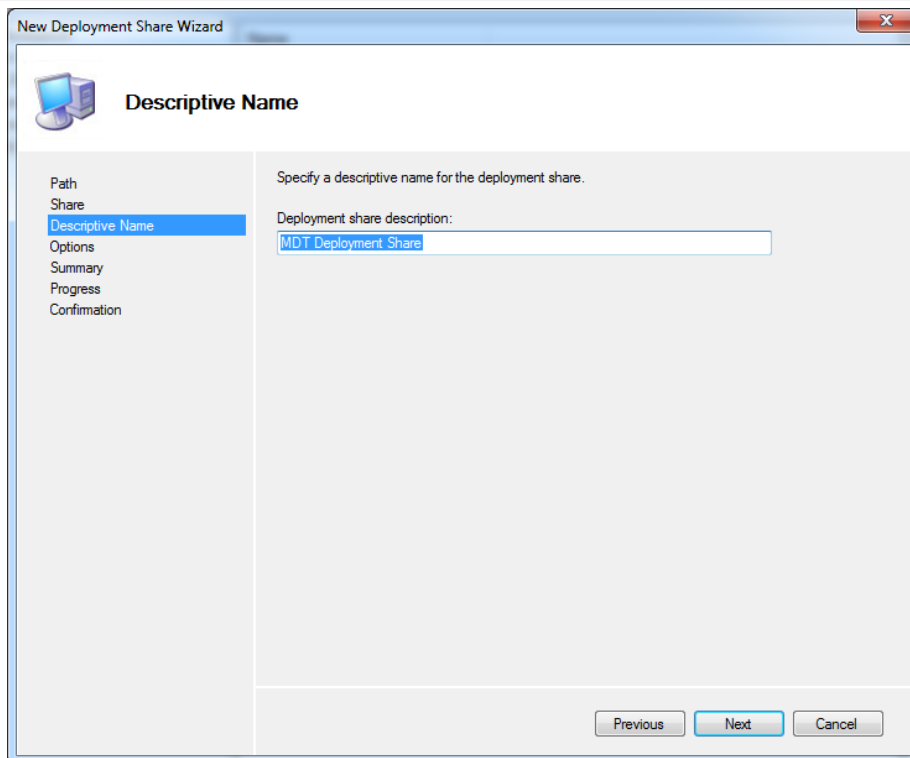 New Deployment Share Wizard
Descriptive Name
Path
Share
Descriptive Name
Options
Summary
Progress
Confirmation
Specify a descriptive name for the deployment share.
Deployment share description:
MDT Deployment Share
Previous
Next
Cancel